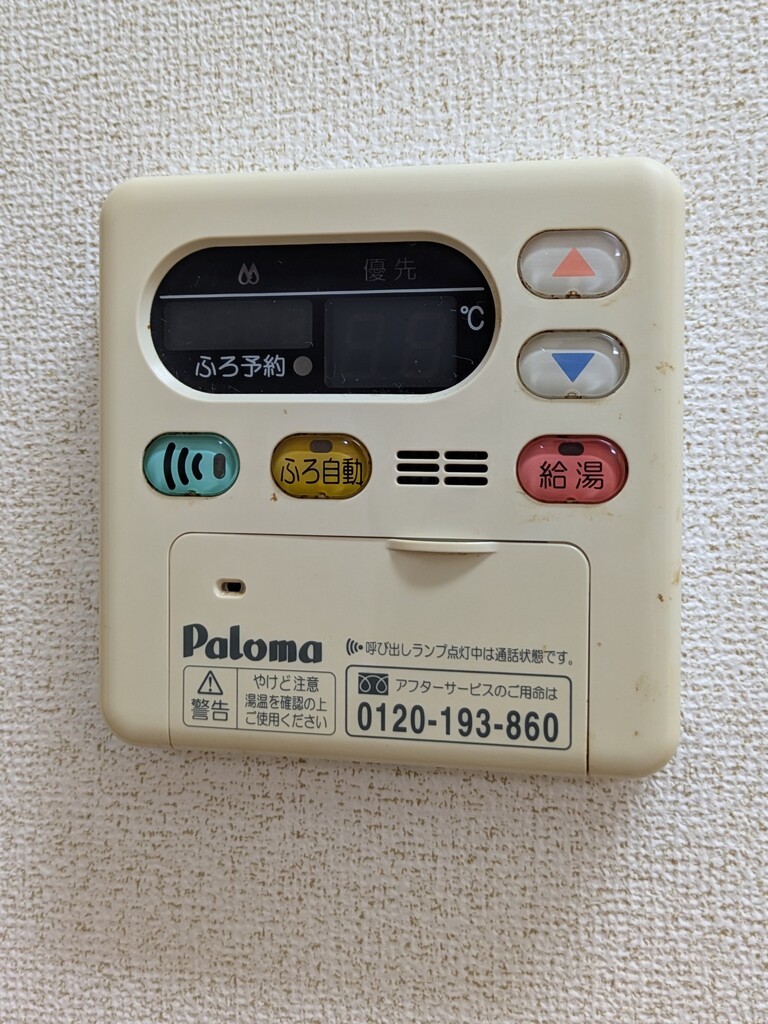 優先
℃
ふろ予約
ふろ自動
給湯
Paloma
呼び出しランプ点灯中は通話状態です。
警告
やけど注意
湯温を確認の上
ご使用ください
アフターサービスのご用命は
0120-193-860